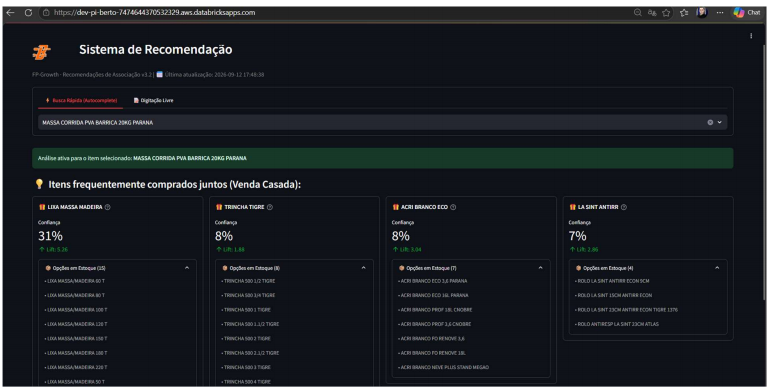 https://dev-pi-berto-7474644370532329.aws.databricksapps.com
Chat
Sistema de Recomendação
FP-Growth - Recomendações de Associação v3.2 | Última atualização: 2026-09-12 17:48:38
Busca Rápida (Autocomplete) Digitação Livre
MASSA CORRIDA PVA BARRICA 20KG PARANA
Análise ativa para o item selecionado: MASSA CORRIDA PVA BARRICA 20KG PARANA
Itens frequentemente comprados juntos (Venda Casada):
LIXA MASSA MADEIRA
Confiança
31%
↑ Lift: 5.36
Opções em Estoque (15)
• LIXA MASSA/MADEIRA 60 T
• LIXA MASSA/MADEIRA 80 T
• LIXA MASSA/MADEIRA 100 T
• LIXA MASSA/MADEIRA 120 T
• LIXA MASSA/MADEIRA 150 T
• LIXA MASSA/MADEIRA 180 T
• LIXA MASSA/MADEIRA 220 T
• LIXA MASSA/MADEIRA 50 T
TRINCHA TIGRE
Confiança
8%
↑ Lift: 1.88
Opções em Estoque (8)
• TRINCHA 500 1/2 TIGRE
• TRINCHA 500 3/4 TIGRE
• TRINCHA 500 1 TIGRE
• TRINCHA 500 1.1/2 TIGRE
• TRINCHA 500 2 TIGRE
• TRINCHA 500 2.1/2 TIGRE
• TRINCHA 500 3 TIGRE
• TRINCHA 500 4 TIGRE
ACRI BRANCO ECO
Confiança
8%
↑ Lift: 3.04
Opções em Estoque (7)
• ACRI BRANCO ECO 3,6 PARANA
• ACRI BRANCO ECO 16L PARANA
• ACRI BRANCO PROF 18L CNOBRE
• ACRI BRANCO PROF 3,6 CNOBRE
• ACRI BRANCO FO RENOVE 3,6
• ACRI BRANCO FO RENOVE 18L
• ACRI BRANCO NEVE PLUS STAND MEGAO
LA SINT ANTIRR
Confiança
7%
↑ Lift: 2.86
Opções em Estoque (4)
• ROLO LA SINT ANTIRR ECON 9CM
• ROLO LA SINT 15CM ANTIRR ECON
• ROLO LA SINT 23CM ANTIRR ECON TIGRE 1376
• ROLO ANTIRESP LA SINT 23CM ATLAS